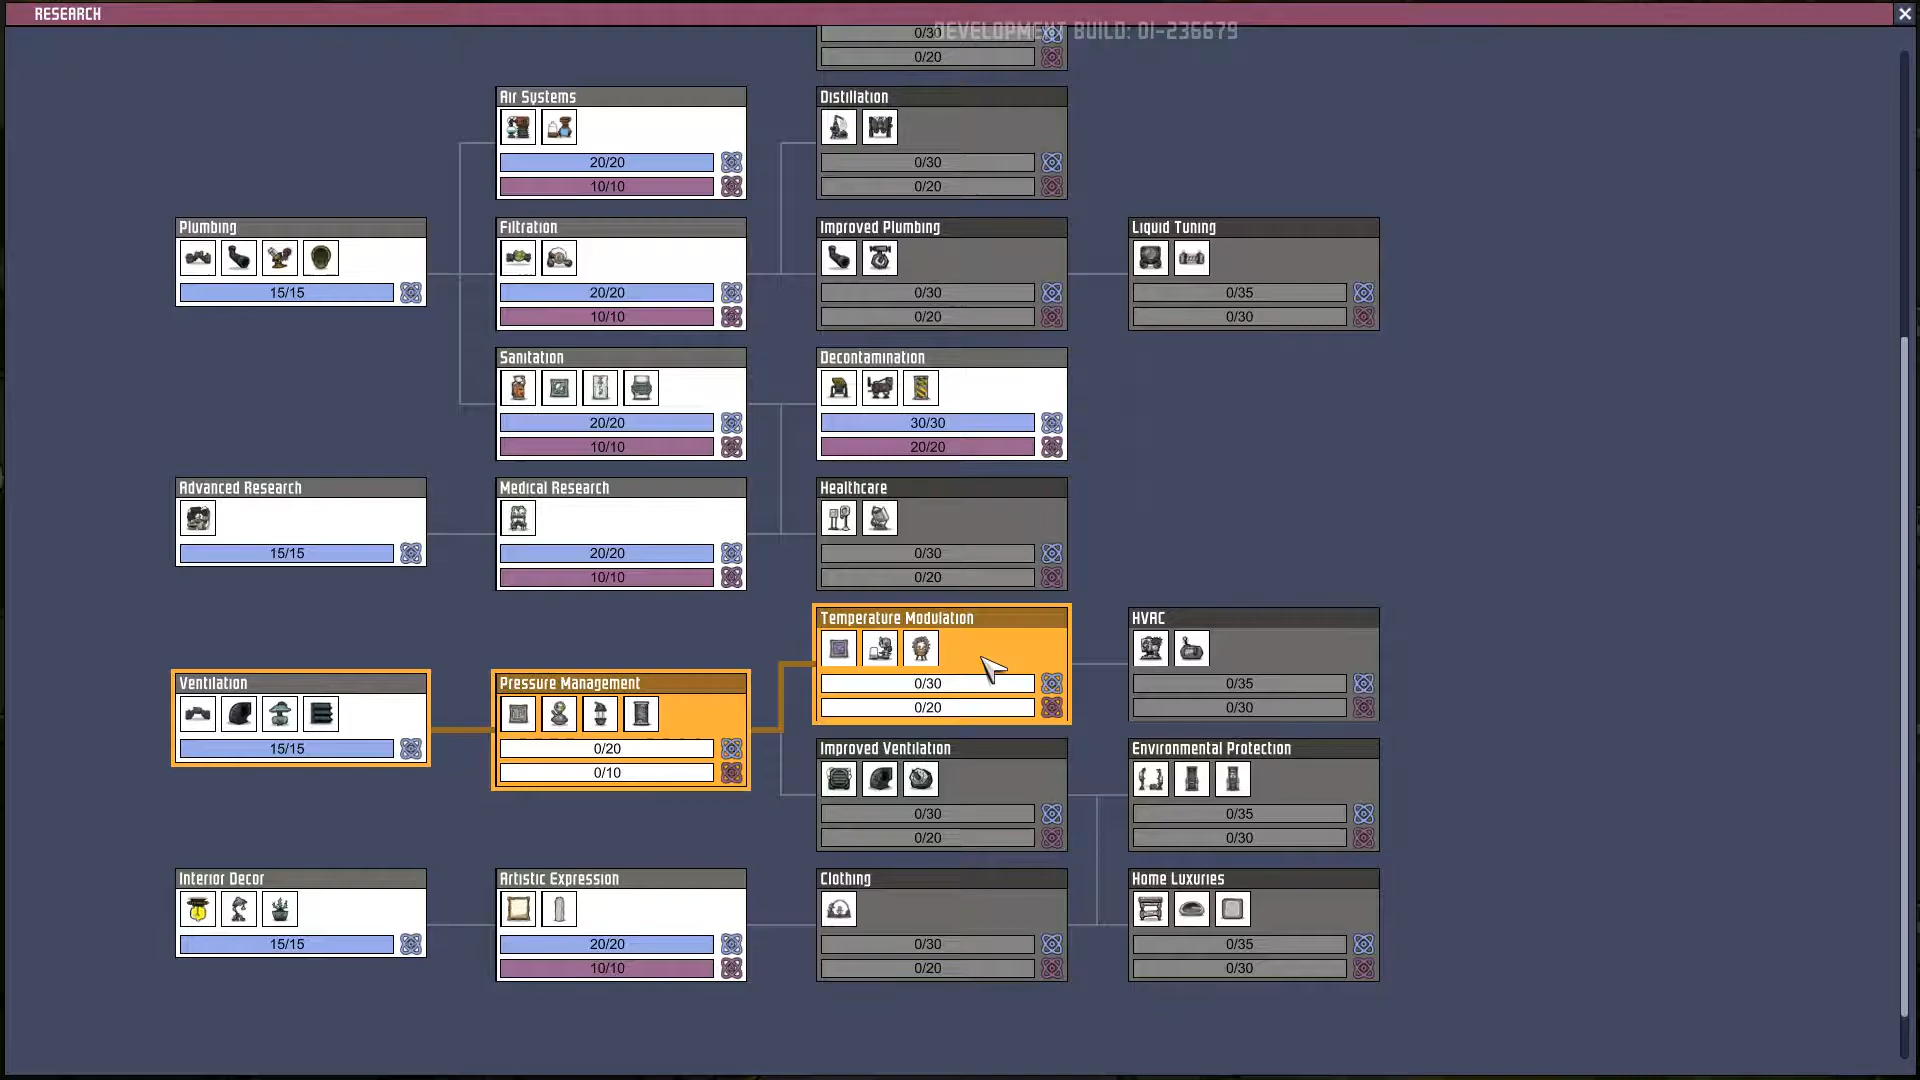 RESEARCH
DEVELOPMENT BUILD: 01-236679
0/30
0/20
Air Systems
20/20
10/10
Distillation
0/30
0/20
Plumbing
15/15
Filtration
20/20
10/10
Improved Plumbing
0/30
0/20
Liquid Tuning
0/35
0/30
Sanitation
20/20
10/10
Decontamination
30/30
20/20
Advanced Research
15/15
Medical Research
20/20
10/10
Healthcare
0/30
0/20
Temperature Modulation
0/30
0/20
HVAC
0/35
0/30
Ventilation
15/15
Pressure Management
0/20
0/10
Improved Ventilation
0/30
0/20
Environmental Protection
0/35
0/30
Interior Decor
15/15
Artistic Expression
20/20
10/10
Clothing
0/30
0/20
Home Luxuries
0/35
0/30